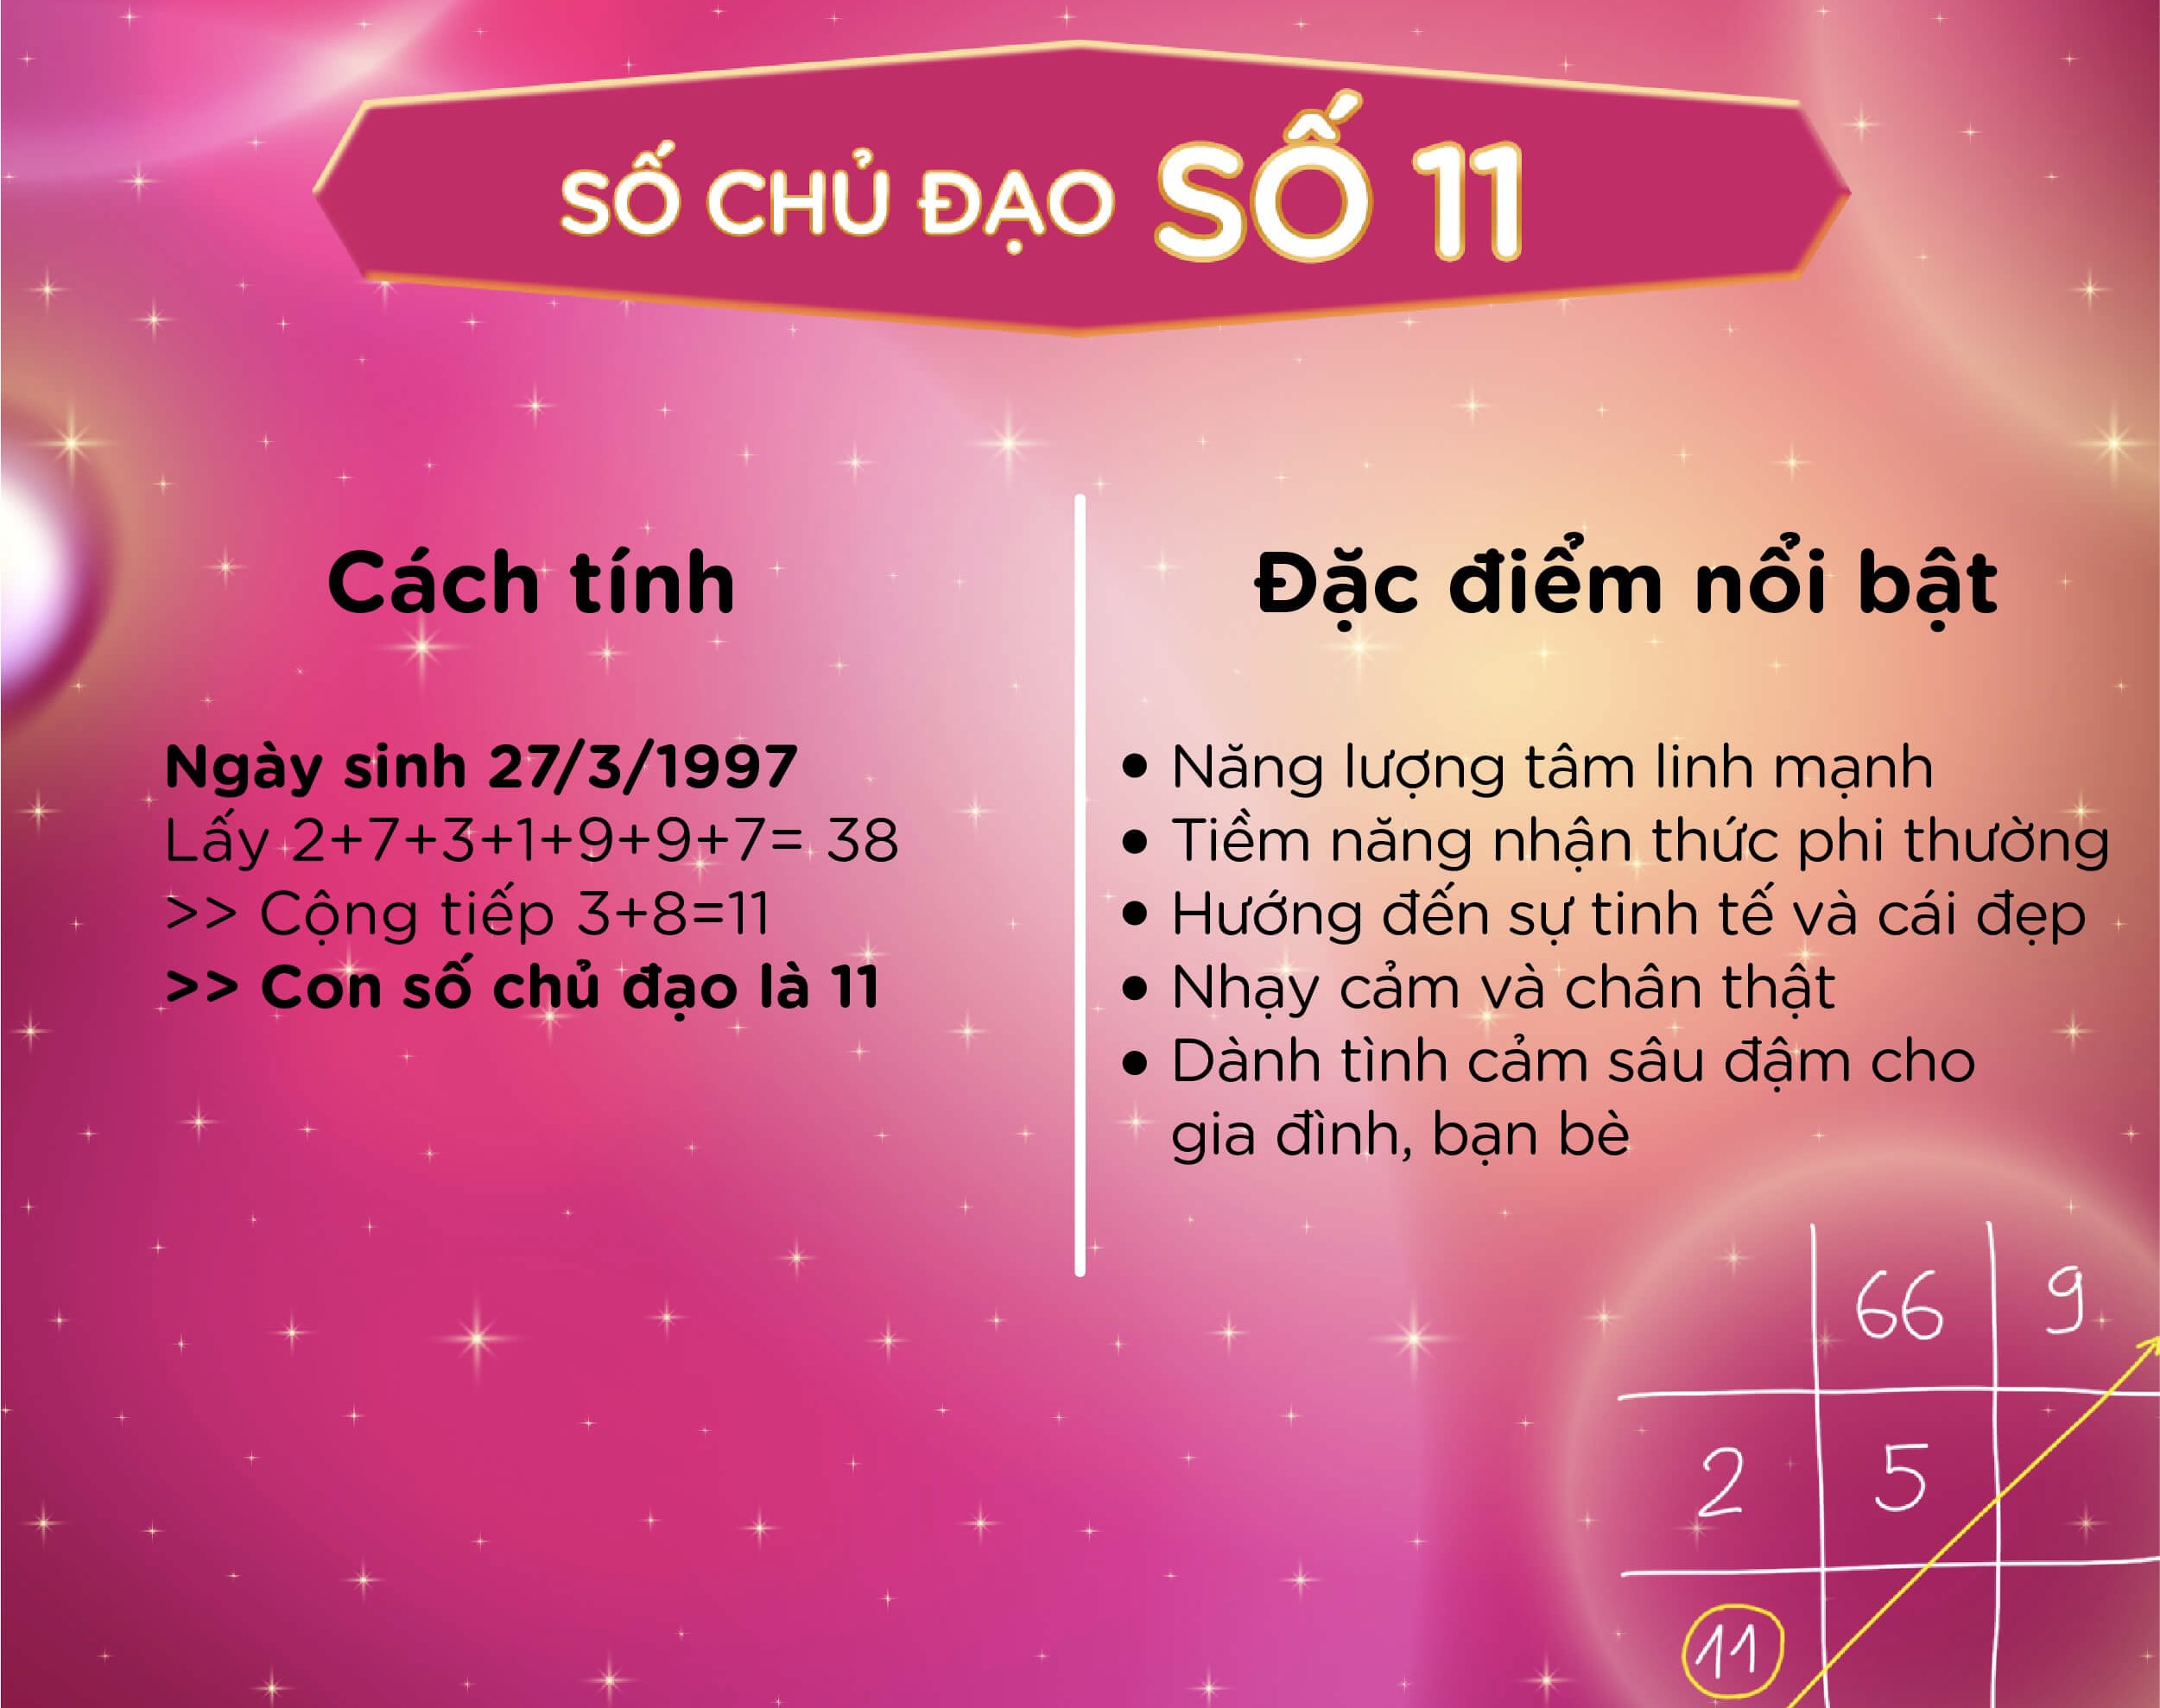 SỐ CHỦ ĐẠO SỐ 11
Cách tính
Ngày sinh 27/3/1997
Lấy 2+7+3+1+9+9+7= 38
>> Cộng tiếp 3+8=11
>> Con số chủ đạo là 11
Đặc điểm nổi bật
• Năng lượng tâm linh mạnh
• Tiềm năng nhận thức phi thường
• Hướng đến sự tinh tế và cái đẹp
• Nhạy cảm và chân thật
• Dành tình cảm sâu đậm cho
gia đình, bạn bè
66 9
2 5
11